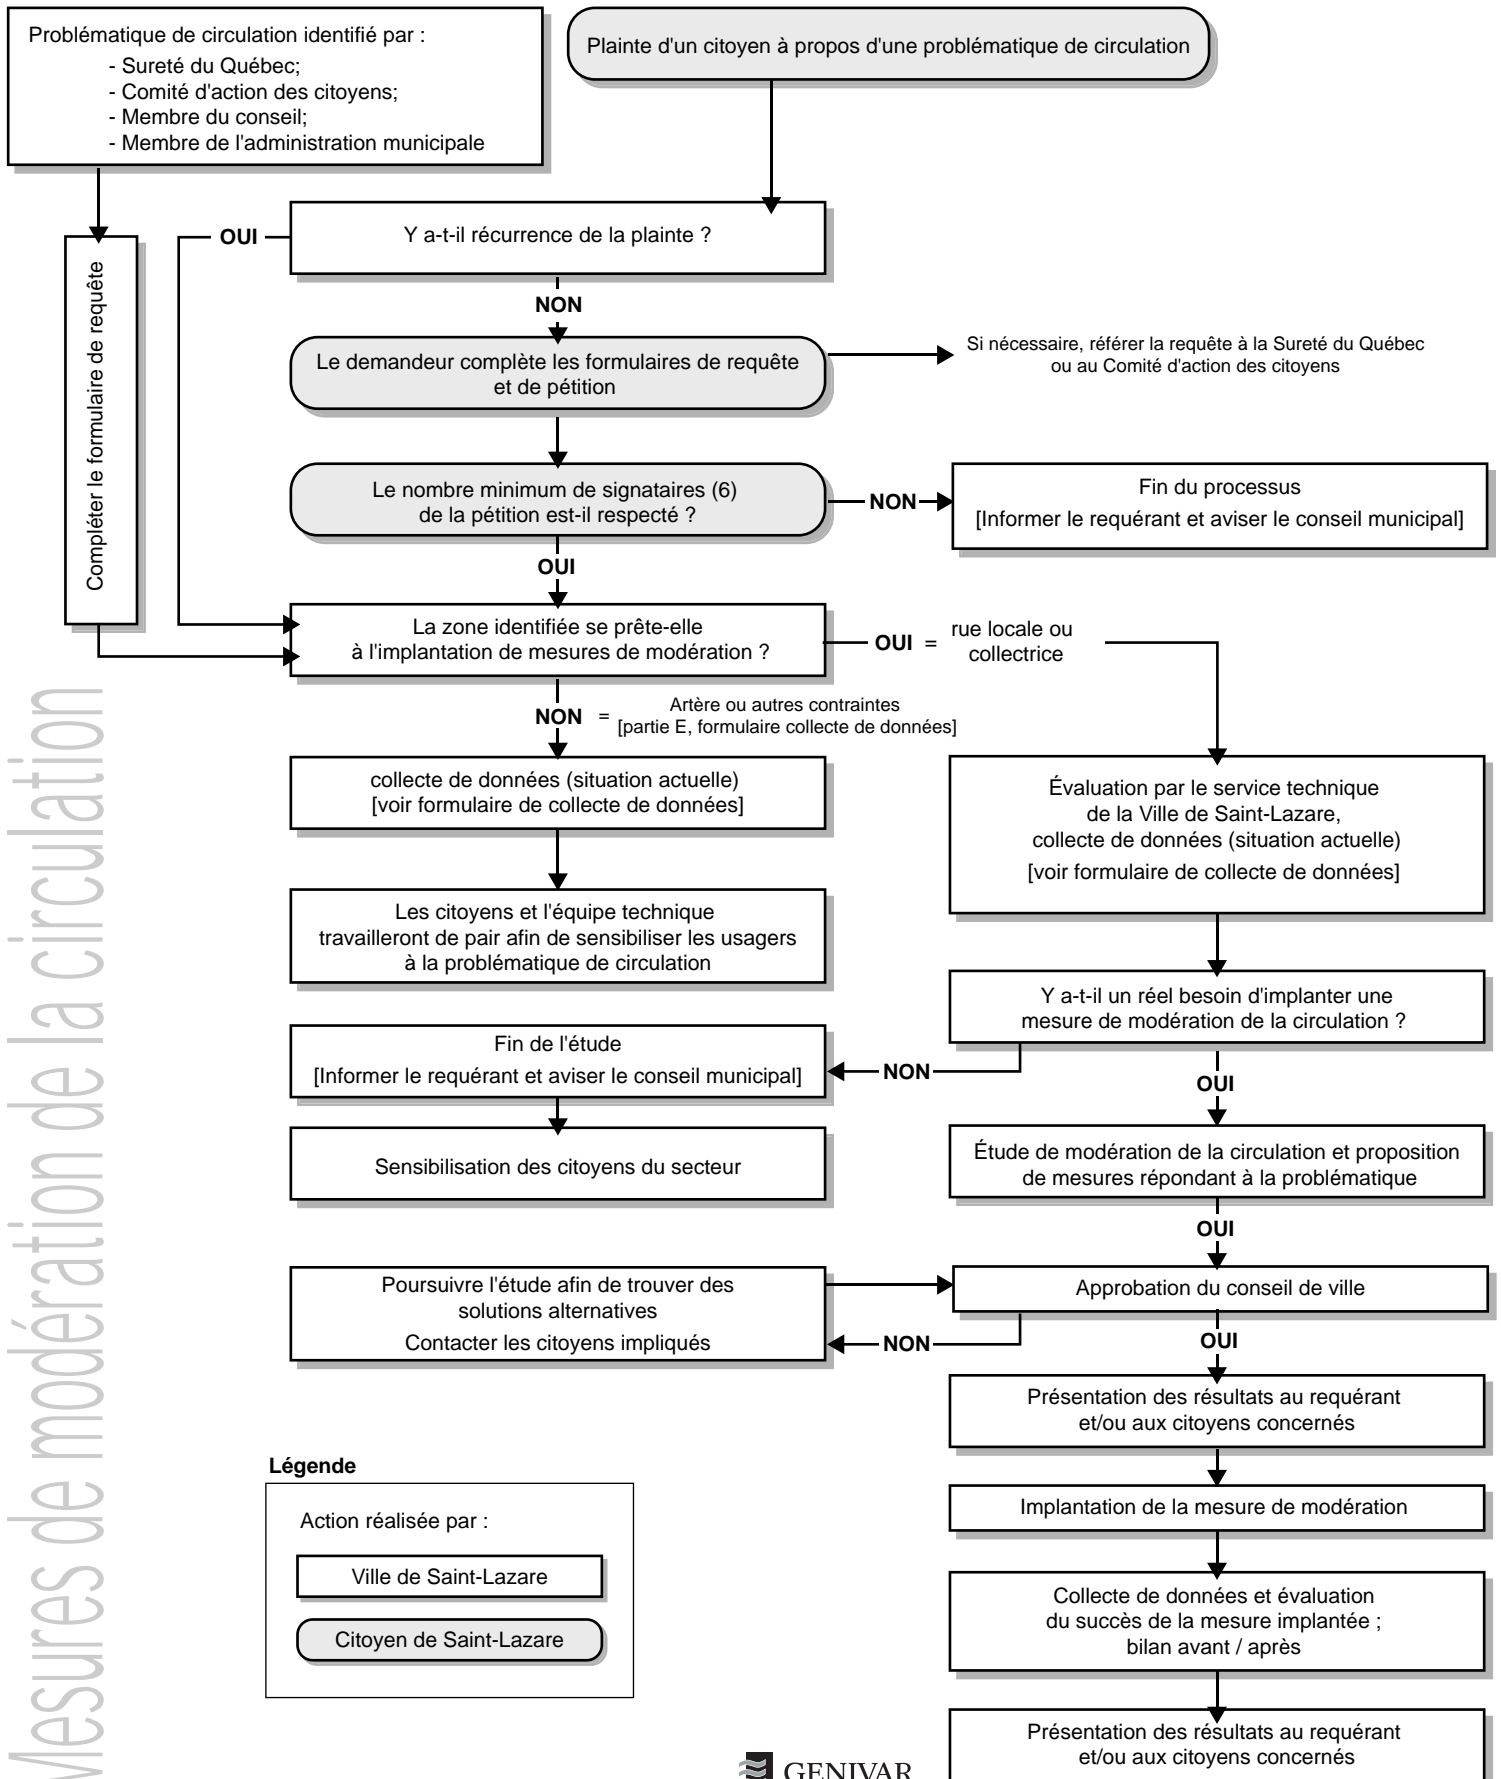 Problématique de circulation identifié par :
- Sureté du Québec;
- Comité d'action des citoyens;
- Membre du conseil;
- Membre de l'administration municipale
Plainte d'un citoyen à propos d'une problématique de circulation
Compléter le formulaire de requête
OUI
Y a-t-il récurrence de la plainte ?
NON
Le demandeur complète les formulaires de requête
et de pétition
Si nécessaire, référer la requête à la Sureté du Québec
ou au Comité d'action des citoyens
Le nombre minimum de signataires (6)
de la pétition est-il respecté ?
NON
Fin du processus
[Informer le requérant et aviser le conseil municipal]
OUI
La zone identifiée se prête-elle
à l'implantation de mesures de modération ?
OUI =
rue locale ou
collectrice
NON =
Artère ou autres contraintes
[partie E, formulaire collecte de données]
collecte de données (situation actuelle)
[voir formulaire de collecte de données]
Évaluation par le service technique
de la Ville de Saint-Lazare,
collecte de données (situation actuelle)
[voir formulaire de collecte de données]
Les citoyens et l'équipe technique
travailleront de pair afin de sensibiliser les usagers
à la problématique de circulation
Y a-t-il un réel besoin d'implanter une
mesure de modération de la circulation ?
Fin de l'étude
[Informer le requérant et aviser le conseil municipal]
NON
OUI
Sensibilisation des citoyens du secteur
Étude de modération de la circulation et proposition
de mesures répondant à la problématique
OUI
Poursuivre l'étude afin de trouver des
solutions alternatives
Contacter les citoyens impliqués
Approbation du conseil de ville
NON
OUI
Présentation des résultats au requérant
et/ou aux citoyens concernés
Implantation de la mesure de modération
Collecte de données et évaluation
du succès de la mesure implantée ;
bilan avant / après
Présentation des résultats au requérant
et/ou aux citoyens concernés
Légende
Action réalisée par :
Ville de Saint-Lazare
Citoyen de Saint-Lazare
Mesures de modération de la circulation
GENIVAR